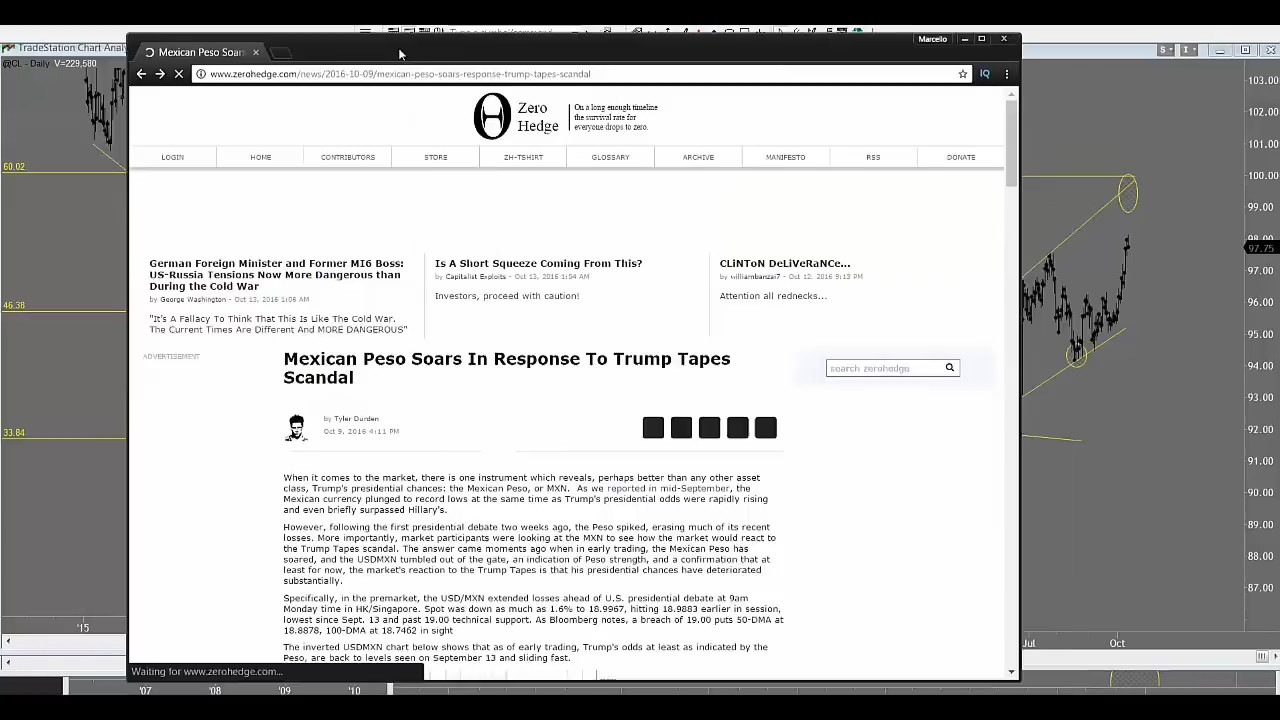 Marcello
TradeStation Chart Analy
@CL - Daily V=229,580
Mexican Peso Soar
www.zerohedge.com/news/2016-10-09/mexican-peso-soars-response-trump-tapes-scandal
IQ
S
I
Zero
Hedge
On a long enough timeline
the survival rate for
everyone drops to zero.
LOGIN
HOME
CONTRIBUTORS
STORE
ZH-TSHIRT
GLOSSARY
ARCHIVE
MANIFESTO
RSS
DONATE
German Foreign Minister and Former MI6 Boss:
US-Russia Tensions Now More Dangerous than
During the Cold War
by George Washington - Oct 13, 2016 1:06 AM
"It's A Fallacy To Think That This Is Like The Cold War.
The Current Times Are Different And MORE DANGEROUS"
Is A Short Squeeze Coming From This?
by Capitalist Exploits - Oct 13, 2016 1:54 AM
Investors, proceed with caution!
CLiNToN DeLiVeRaNCe...
by williambanzai7 - Oct 12, 2016 9:13 PM
Attention all rednecks...
ADVERTISEMENT
Mexican Peso Soars In Response To Trump Tapes
Scandal
search zerohedge
by Tyler Durden
Oct 9, 2016 4:11 PM
When it comes to the market, there is one instrument which reveals, perhaps better than any other asset
class, Trump's presidential chances: the Mexican Peso, or MXN. As we reported in mid-September, the
Mexican currency plunged to record lows at the same time as Trump's presidential odds were rapidly rising
and even briefly surpassed Hillary's.
However, following the first presidential debate two weeks ago, the Peso spiked, erasing much of its recent
losses. More importantly, market participants were looking at the MXN to see how the market would react to
the Trump Tapes scandal. The answer came moments ago when in early trading, the Mexican Peso has
soared, and the USDMXN tumbled out of the gate, an indication of Peso strength, and a confirmation that at
least for now, the market's reaction to the Trump Tapes is that his presidential chances have deteriorated
substantially.
Specifically, in the premarket, the USD/MXN extended losses ahead of U.S. presidential debate at 9am
Monday time in HK/Singapore. Spot was down as much as 1.6% to 18.9967, hitting 18.9883 earlier in session,
lowest since Sept. 13 and past 19.00 technical support. As Bloomberg notes, a breach of 19.00 puts 50-DMA at
18.8878, 100-DMA at 18.7462 in sight
The inverted USDMXN chart below shows that as of early trading, Trump's odds at least as indicated by the
Peso, are back to levels seen on September 13 and sliding fast.
Waiting for www.zerohedge.com...
60.02
46.38
33.84
'15
'07
'08
'09
'10
Jul
Oct
103.00
102.00
101.00
100.00
99.00
98.00
97.75
97.00
96.00
95.00
94.00
93.00
92.00
91.00
90.00
89.00
88.00
87.00